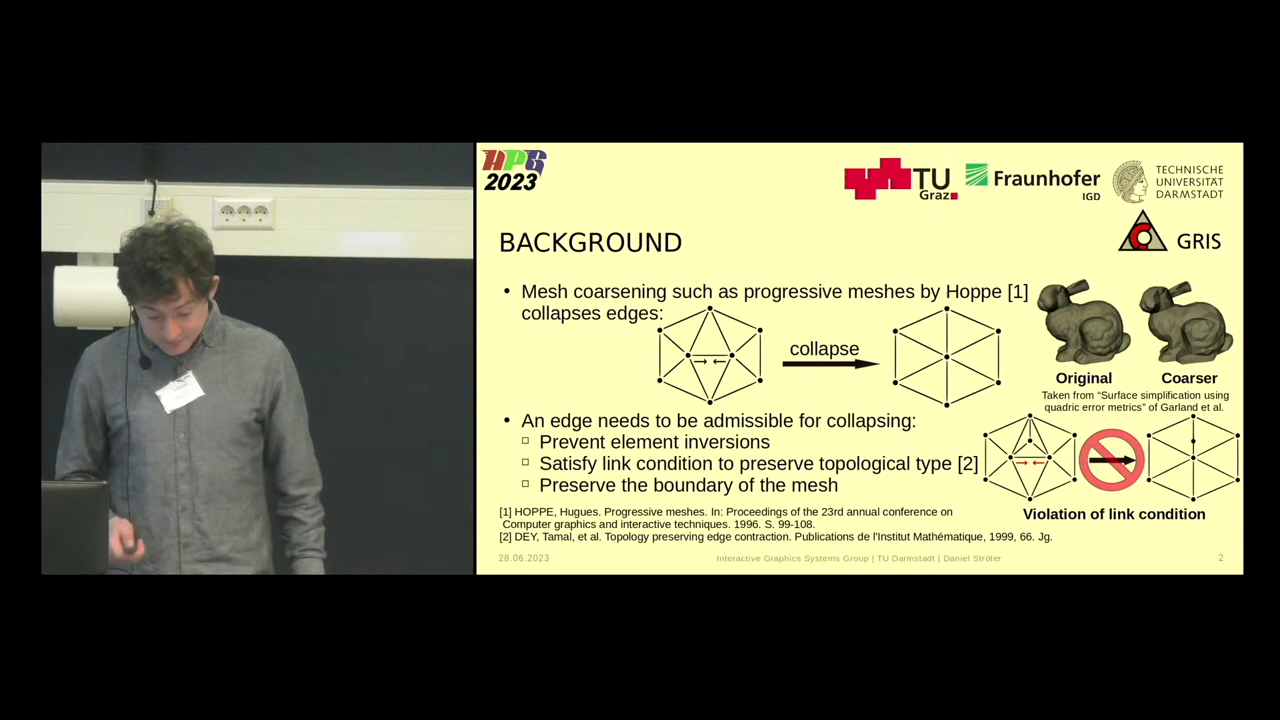 HPG
2023
TU
Graz
Fraunhofer
IGD
TECHNISCHE
UNIVERSITÄT
DARMSTADT
GRIS
BACKGROUND
• Mesh coarsening such as progressive meshes by Hoppe [1]
collapses edges:
collapse
Original
Coarser
Taken from “Surface simplification using
quadric error metrics” of Garland et al.
• An edge needs to be admissible for collapsing:
Prevent element inversions
Satisfy link condition to preserve topological type [2]
Preserve the boundary of the mesh
Violation of link condition
[1] HOPPE, Hugues. Progressive meshes. In: Proceedings of the 23rd annual conference on
Computer graphics and interactive techniques. 1996. S. 99-108.
[2] DEY, Tamal, et al. Topology preserving edge contraction. Publications de l'Institut Mathématique, 1999, 66. Jg.
28.06.2023
Interactive Graphics Systems Group | TU Darmstadt | Daniel Ströter
2